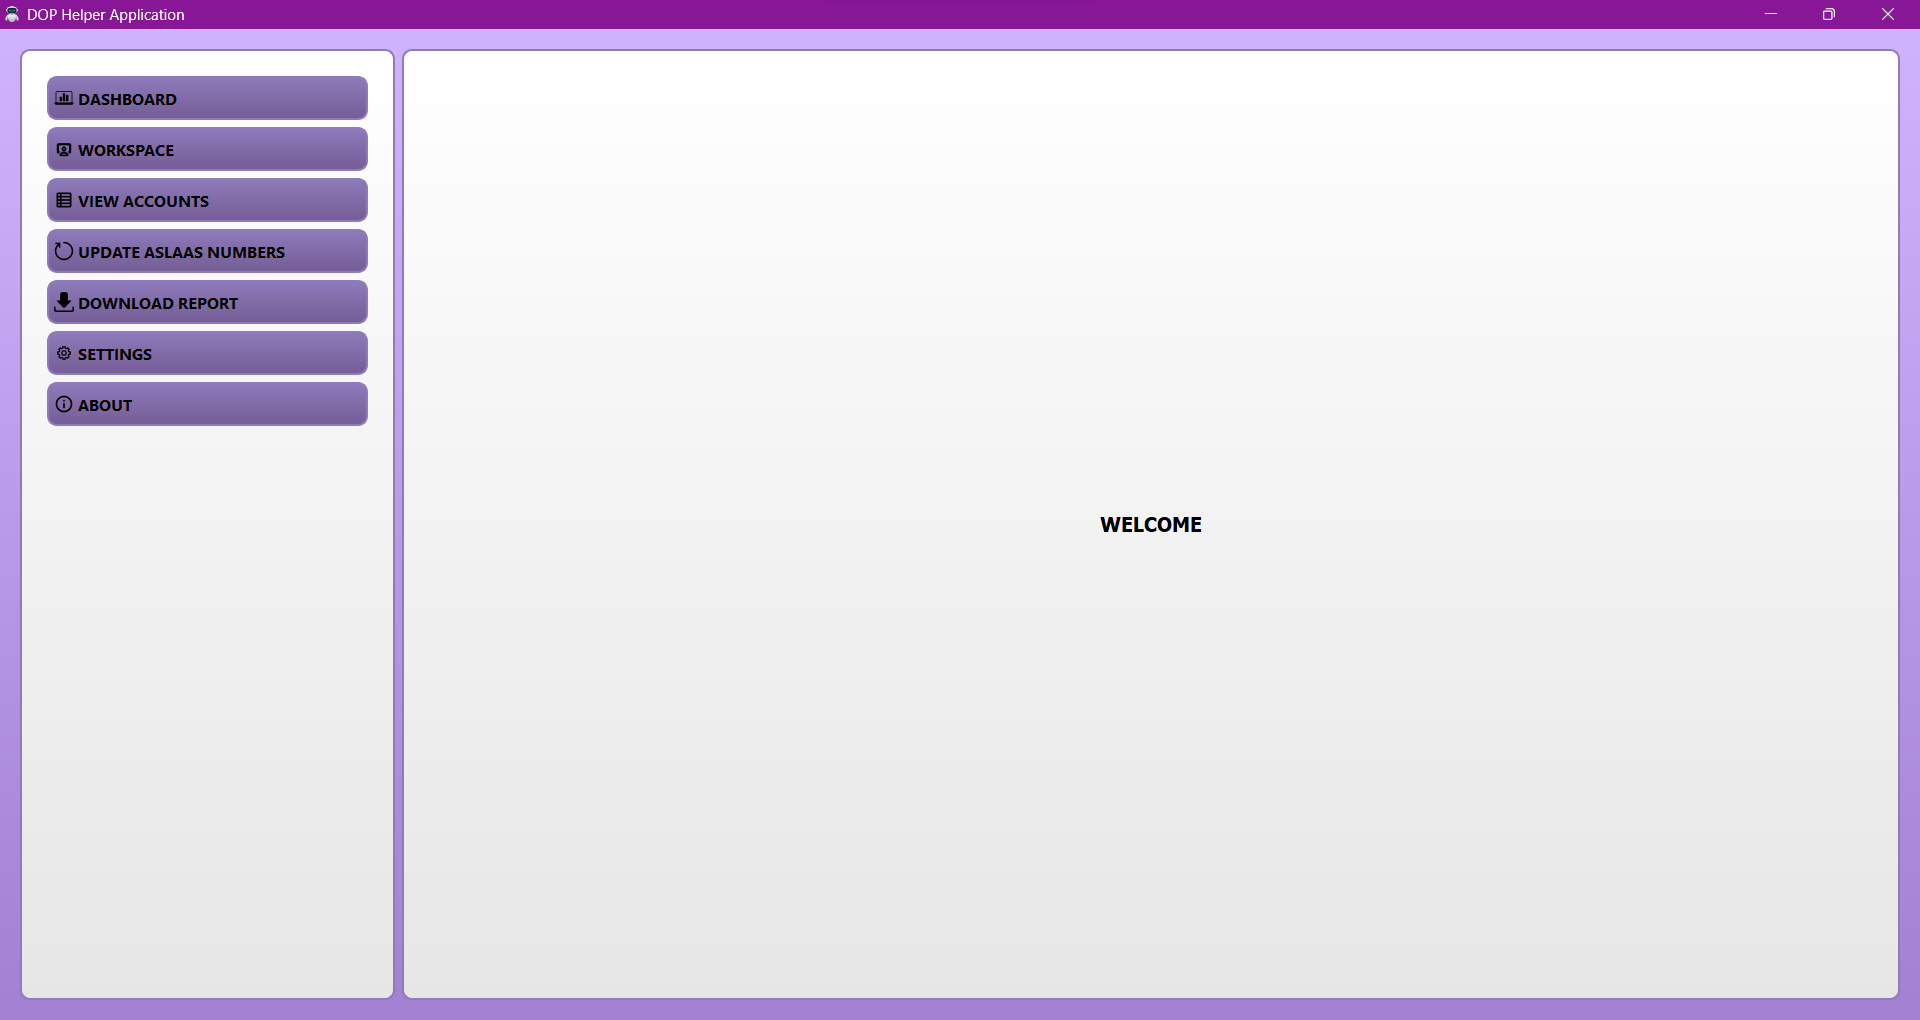 DOP Helper Application
DASHBOARD
WORKSPACE
VIEW ACCOUNTS
UPDATE ASLAAS NUMBERS
DOWNLOAD REPORT
SETTINGS
ABOUT
WELCOME